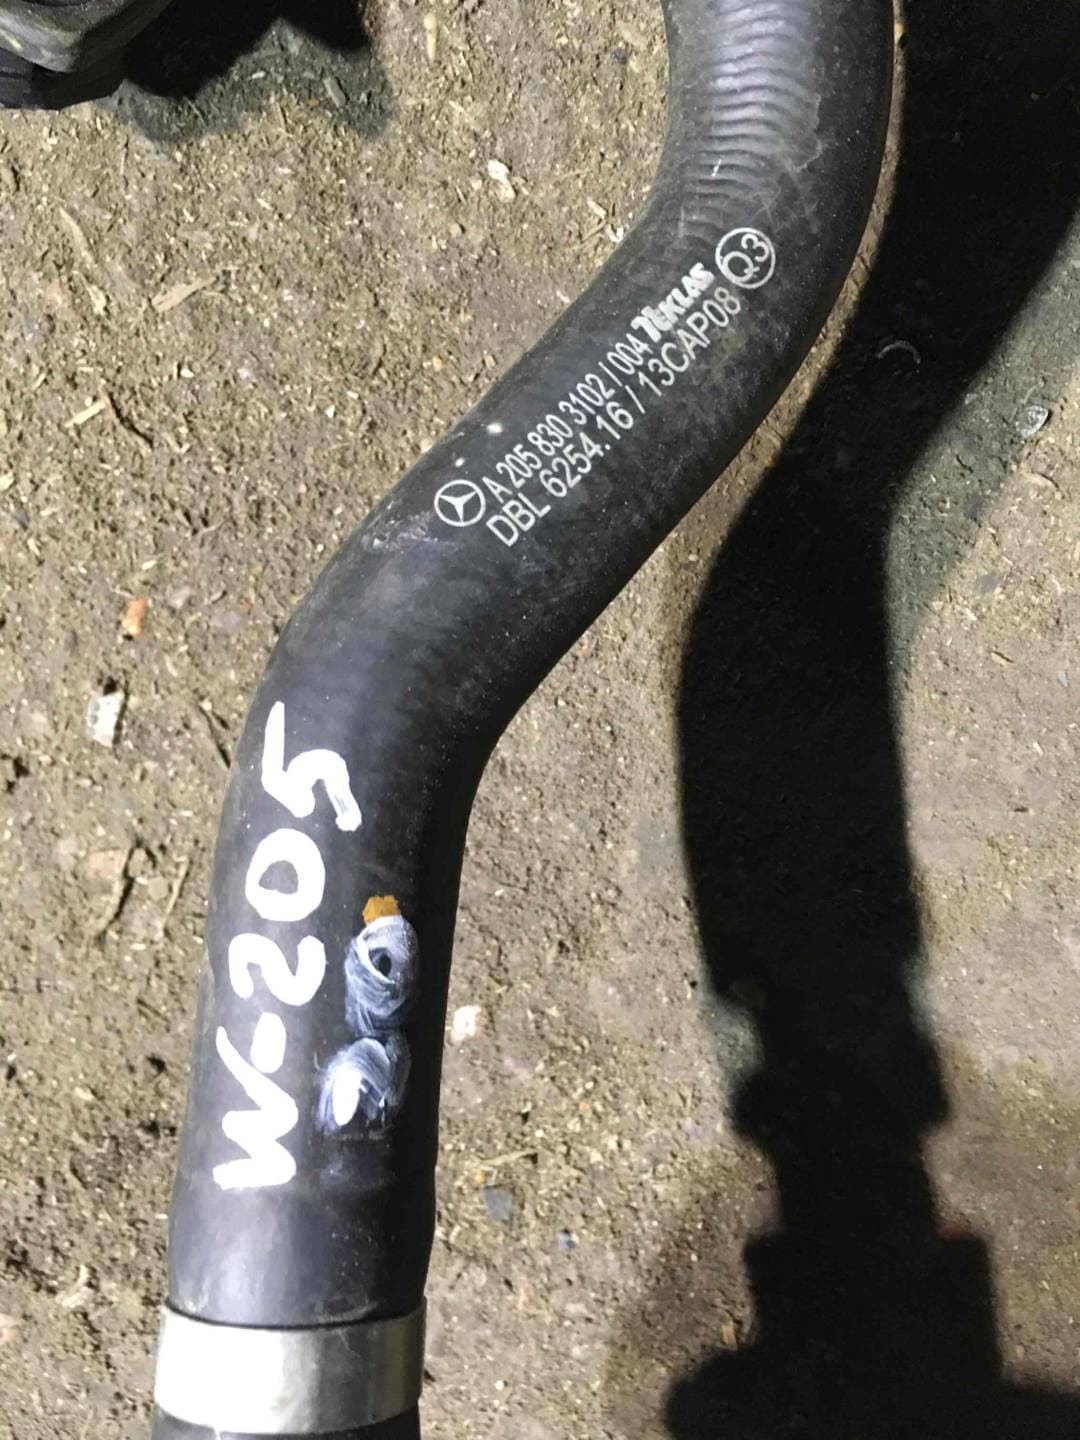 A 205 830 3102 / 004 TEKLAS
DBL 6254.16 / 13CAP08 Q3
W-205